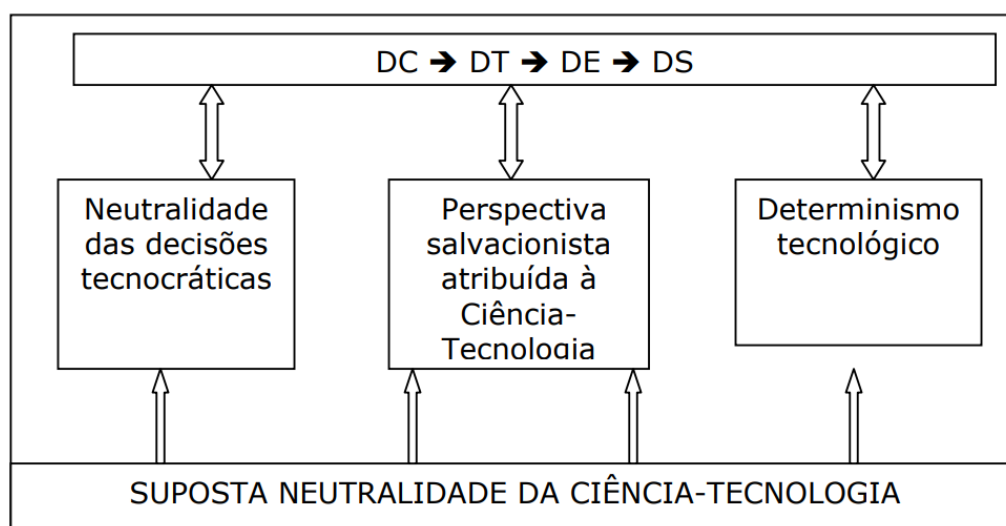 DC ➔ DT ➔ DE ➔ DS
Neutralidade
das decisões
tecnocráticas
Perspectiva
salvacionista
atribuída à
Ciência-
Tecnologia
Determinismo
tecnológico
SUPOSTA NEUTRALIDADE DA CIÊNCIA-TECNOLOGIA